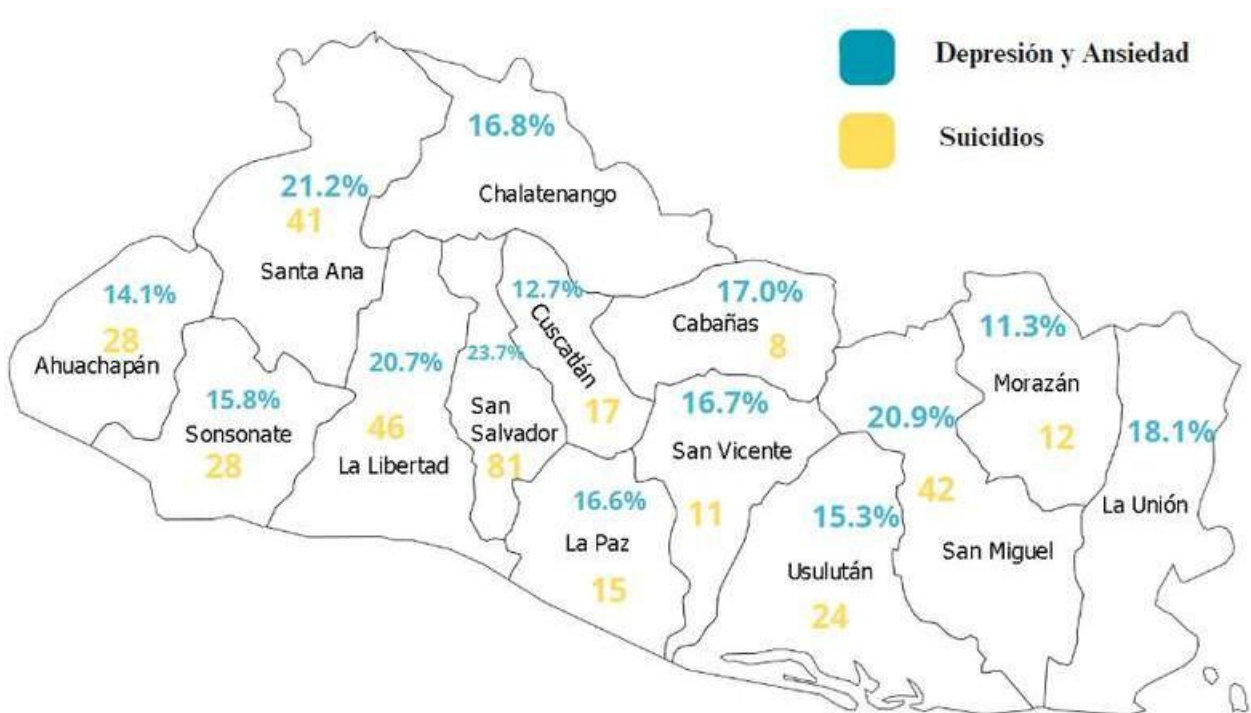 Depresión y Ansiedad
Suicidios
16.8%
Chalatenango
21.2%
41
Santa Ana
14.1%
28
Ahuachapán
15.8%
Sonsonate
28
20.7%
46
La Libertad
23.7%
San
Salvador
81
12.7%
Cuscatlán
17
17.0%
Cabañas
8
16.6%
La Paz
15
16.7%
San Vicente
11
15.3%
Usulután
24
20.9%
42
San Miguel
11.3%
Morazán
12
18.1%
La Unión